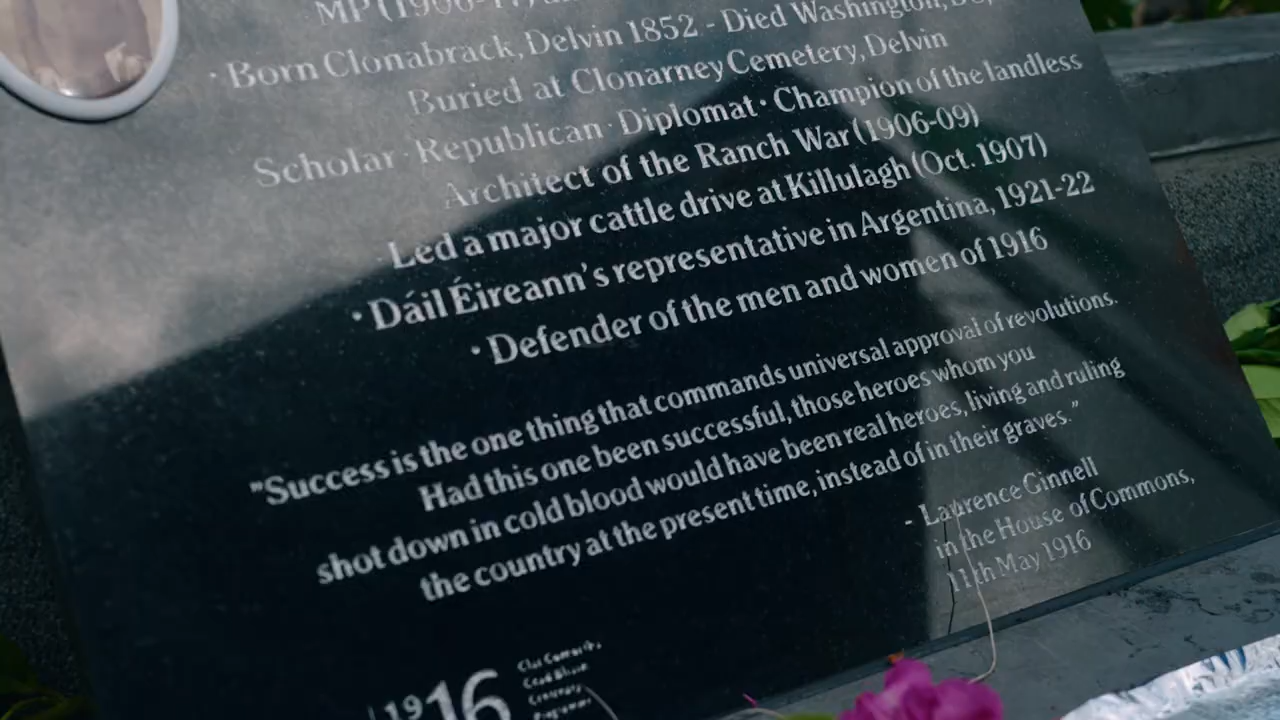 MP (1906-17)
· Born Clonabrack, Delvin 1852 - Died Washington,
Buried at Clonarney Cemetery, Delvin
Scholar · Republican · Diplomat · Champion of the landless
Architect of the Ranch War (1906-09)
· Led a major cattle drive at Killulagh (Oct. 1907)
· Dáil Éireann's representative in Argentina, 1921-22
· Defender of the men and women of 1916
"Success is the one thing that commands universal approval of revolutions.
Had this one been successful, those heroes whom you
shot down in cold blood would have been real heroes, living and ruling
the country at the present time, instead of in their graves."
- Laurence Ginnell
in the House of Commons,
11th May 1916
1916